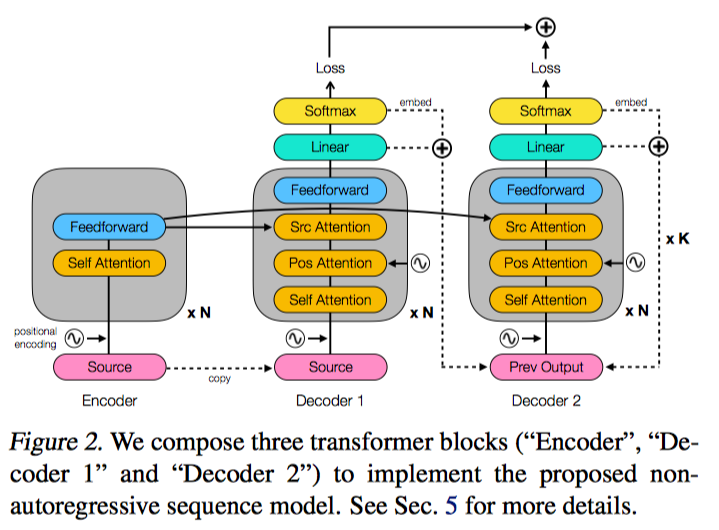 Loss
Loss
Softmax
embed
Softmax
embed
Linear
Linear
Feedforward
Feedforward
Feedforward
Src Attention
Src Attention
x K
Self Attention
Pos Attention
Pos Attention
Self Attention
Self Attention
x N
x N
x N
positional
encoding
Source
copy
Source
Prev Output
Encoder
Decoder 1
Decoder 2
Figure 2. We compose three transformer blocks (“Encoder”, “De-
coder 1” and “Decoder 2”) to implement the proposed non-
autoregressive sequence model. See Sec. 5 for more details.